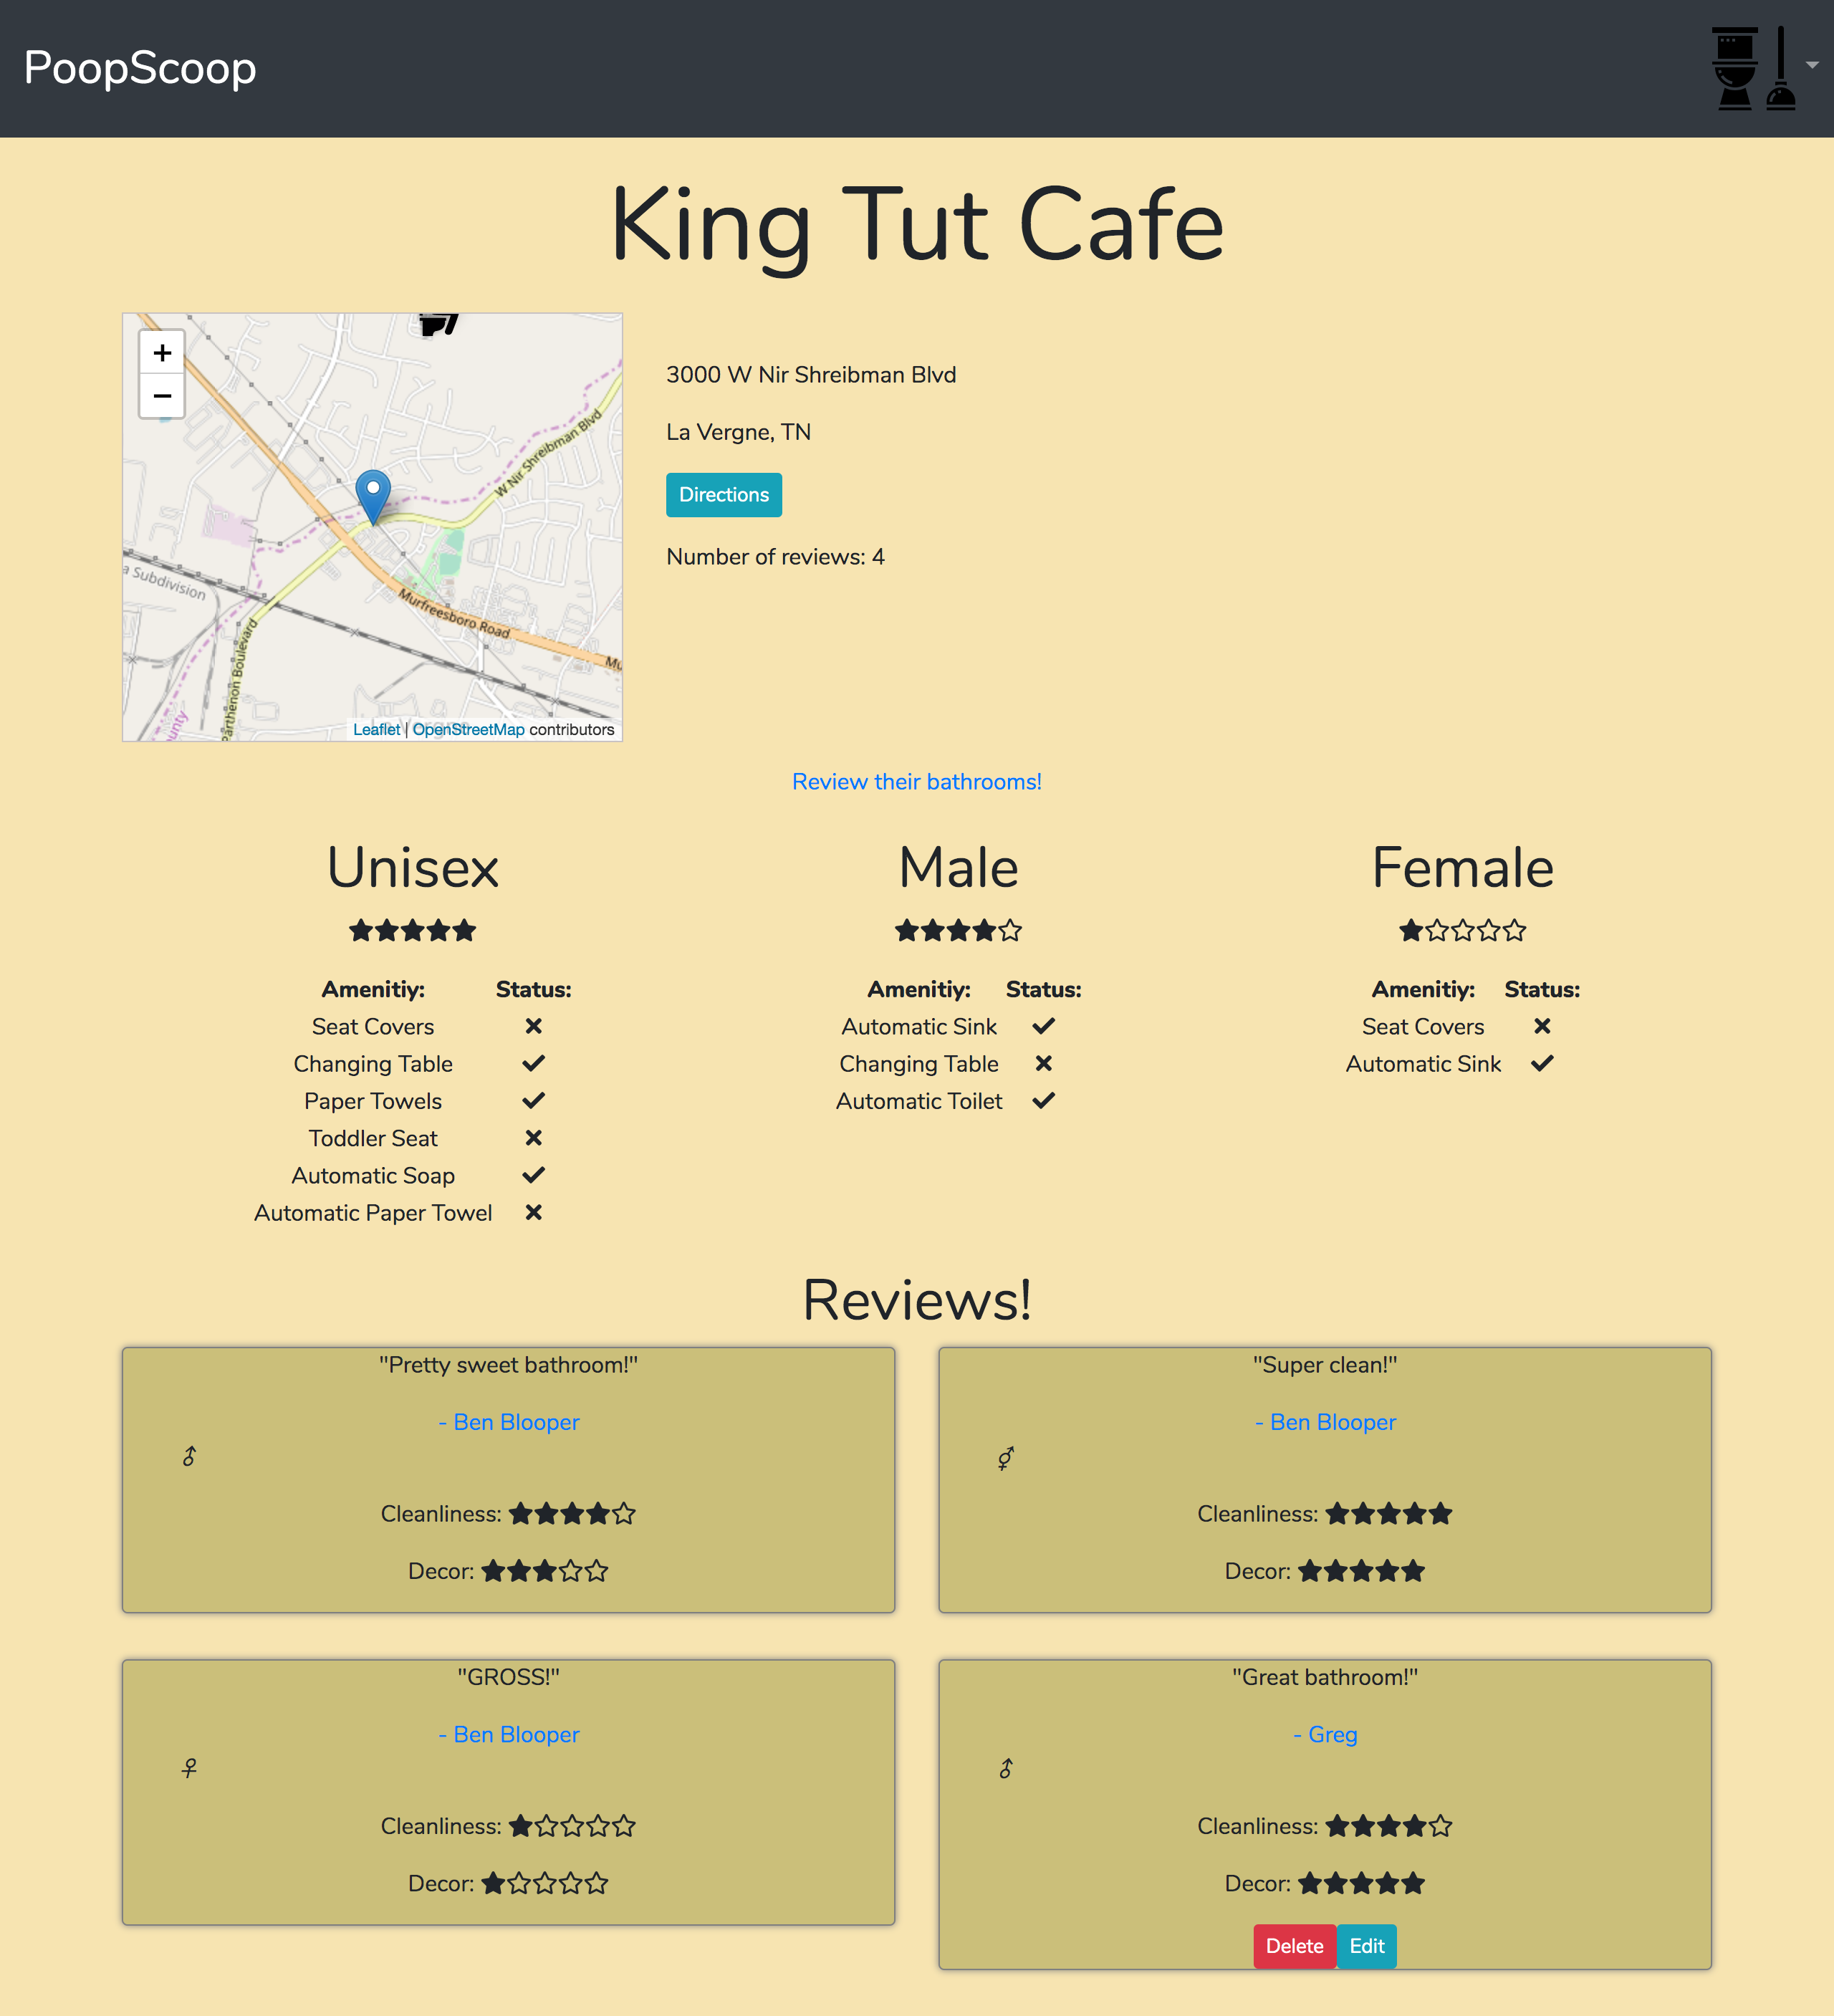 PoopScoop
King Tut Cafe
+
−
W Nir Shreibman Blvd
a Subdivision
Murfreesboro Road
Mu
Parthenon Boulevard
ounty
Leaflet | OpenStreetMap contributors
3000 W Nir Shreibman Blvd
La Vergne, TN
Directions
Number of reviews: 4
Review their bathrooms!
Unisex
Amenitiy: Status:
Seat Covers
Changing Table
Paper Towels
Toddler Seat
Automatic Soap
Automatic Paper Towel
Male
Amenitiy: Status:
Automatic Sink
Changing Table
Automatic Toilet
Female
Amenitiy: Status:
Seat Covers
Automatic Sink
Reviews!
"Pretty sweet bathroom!"
- Ben Blooper
Cleanliness:
Decor:
"Super clean!"
- Ben Blooper
Cleanliness:
Decor:
"GROSS!"
- Ben Blooper
Cleanliness:
Decor:
"Great bathroom!"
- Greg
Cleanliness:
Decor:
Delete Edit